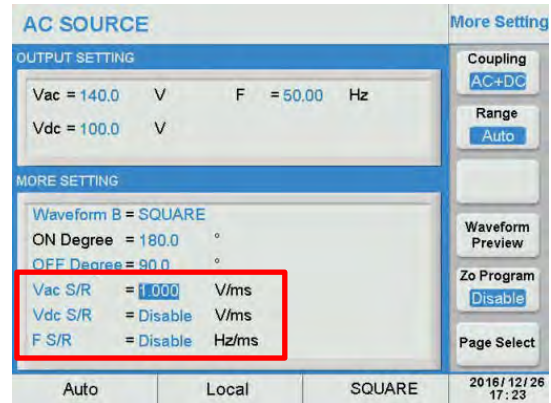 AC SOURCE
More Setting
OUTPUT SETTING
Vac = 140.0 V F = 50.00 Hz
Vdc = 100.0 V
MORE SETTING
Waveform B = SQUARE
ON Degree = 180.0 °
OFF Degree = 90.0 °
Vac S/R = 1.000 V/ms
Vdc S/R = Disable V/ms
F S/R = Disable Hz/ms
Coupling
AC+DC
Range
Auto
Waveform
Preview
Zo Program
Disable
Page Select
Auto Local SQUARE
2016/12/26
17:23